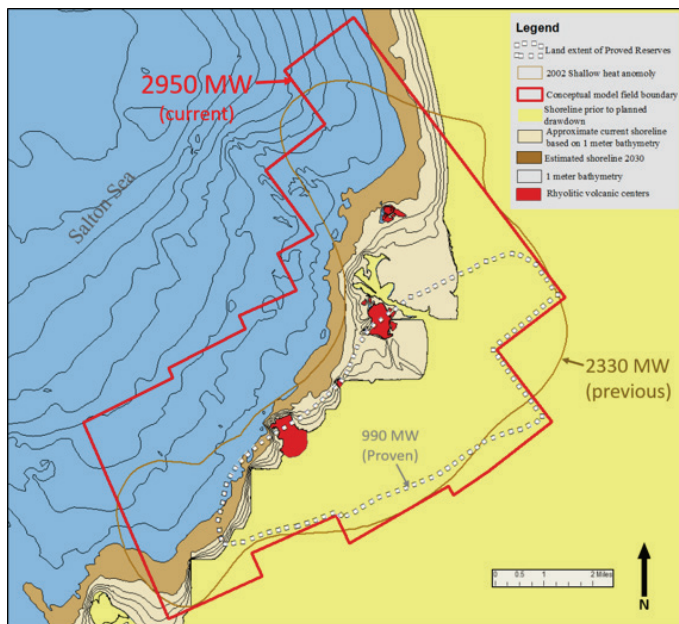 Legend
Land extent of Proved Reserves
2002 Shallow heat anomoly
Conceptual model field boundary
Shoreline prior to planned
drawdown
Approximate current shoreline
based on 1 meter bathymetry
Estimated shoreline 2030
1 meter bathymetry
Rhyolitic volcanic centers
2950 MW
(current)
Salton Sea
2330 MW
(previous)
990 MW
(Proven)
0 0.5 1 2 Miles
N